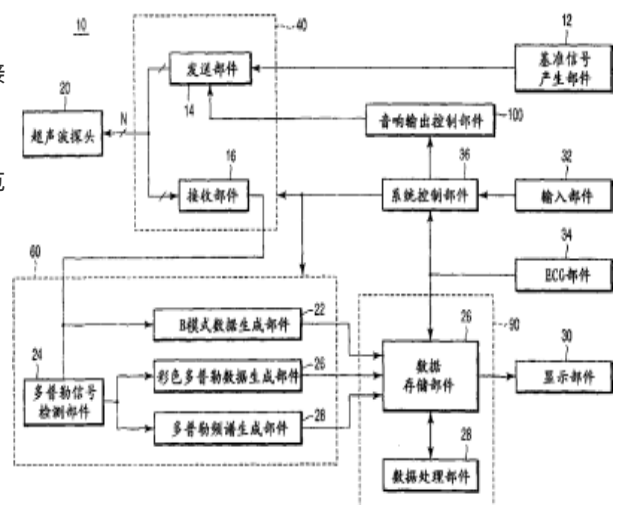 10
40
12
接
发送部件
基准信号
产生部件
20
N
14
音响输出控制部件
100
超声波探头
16
36
32
接收部件
系统控制部件
输入部件
34
60
ECG部件
22
26
90
B模式数据生成部件
30
24
26
数据
存储部件
显示部件
多普勒信号
检测部件
彩色多普勒数据生成部件
28
多普勒频谱生成部件
28
数据处理部件